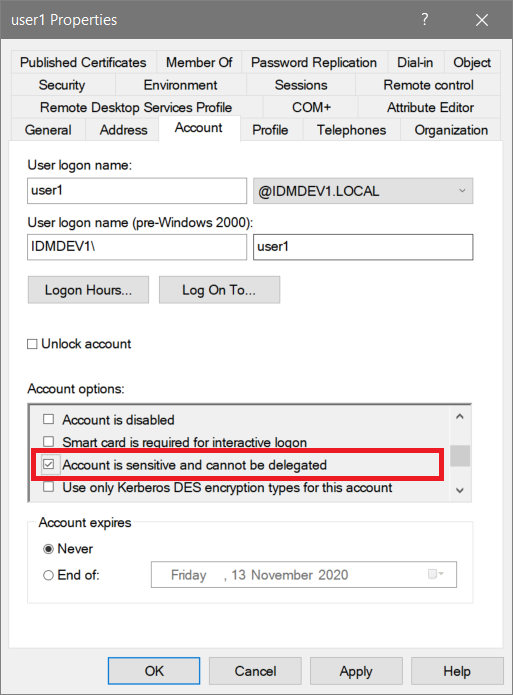 user1 Properties
?
Published Certificates Member Of Password Replication Dial-in Object
Security Environment Sessions Remote control
Remote Desktop Services Profile COM+ Attribute Editor
General Address Account Profile Telephones Organization
User logon name:
user1 @IDMDEV1.LOCAL
User logon name (pre-Windows 2000):
IDMDEV1\ user1
Logon Hours... Log On To...
Unlock account
Account options:
Account is disabled
Smart card is required for interactive logon
Account is sensitive and cannot be delegated
Use only Kerberos DES encryption types for this account
Account expires
Never
End of: Friday , 13 November 2020
OK Cancel Apply Help